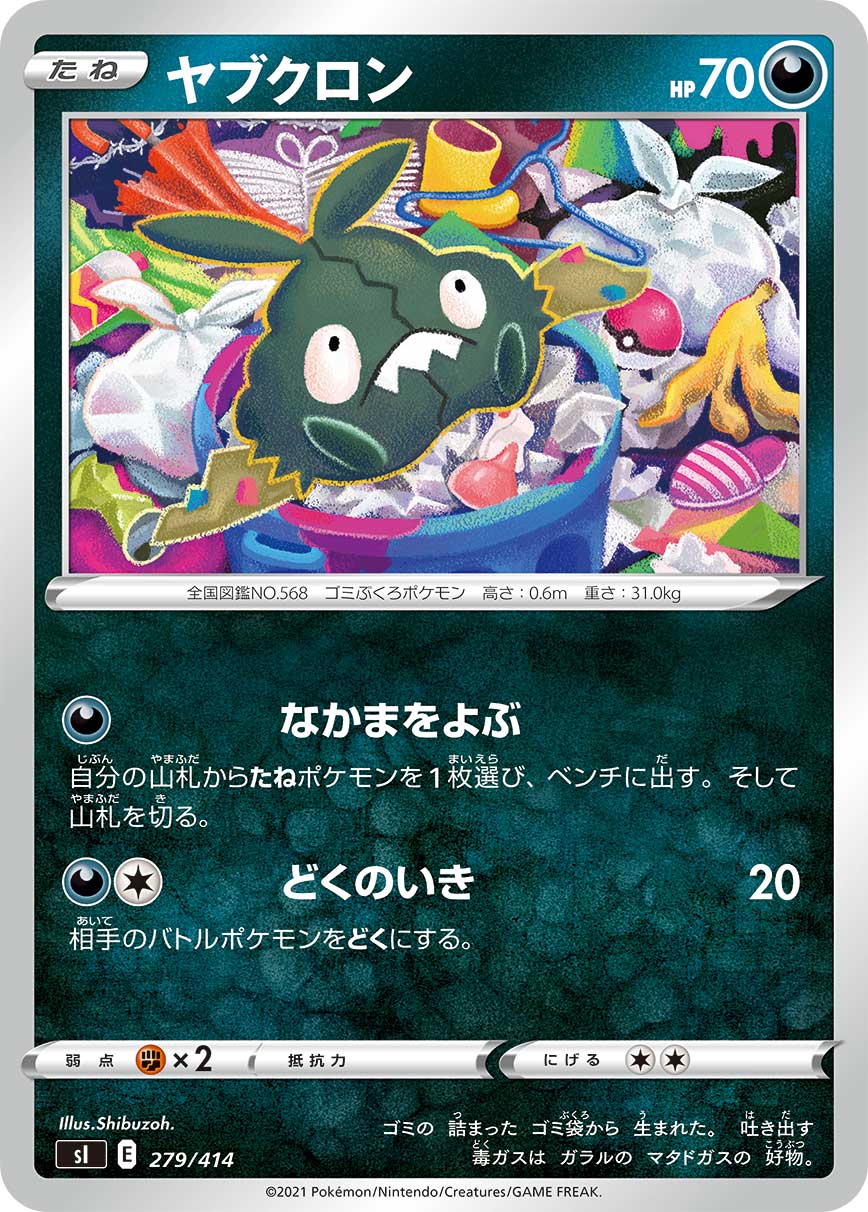 たね ヤブクロン HP70
全国図鑑NO.568 ゴミぶくろポケモン 高さ：0.6m 重さ：31.0kg
なかまをよぶ
自分の山札からたねポケモンを1枚選び、ベンチに出す。そして
山札を切る。
どくのいき 20
相手のバトルポケモンをどくにする。
弱点 ×2 抵抗力 にげる
Illus.Shibuzoh.
sI E 279/414
ゴミの 詰まった ゴミ袋から 生まれた。 吐き出す
毒ガスは ガラルの マタドガスの 好物。
©2021 Pokémon/Nintendo/Creatures/GAME FREAK.